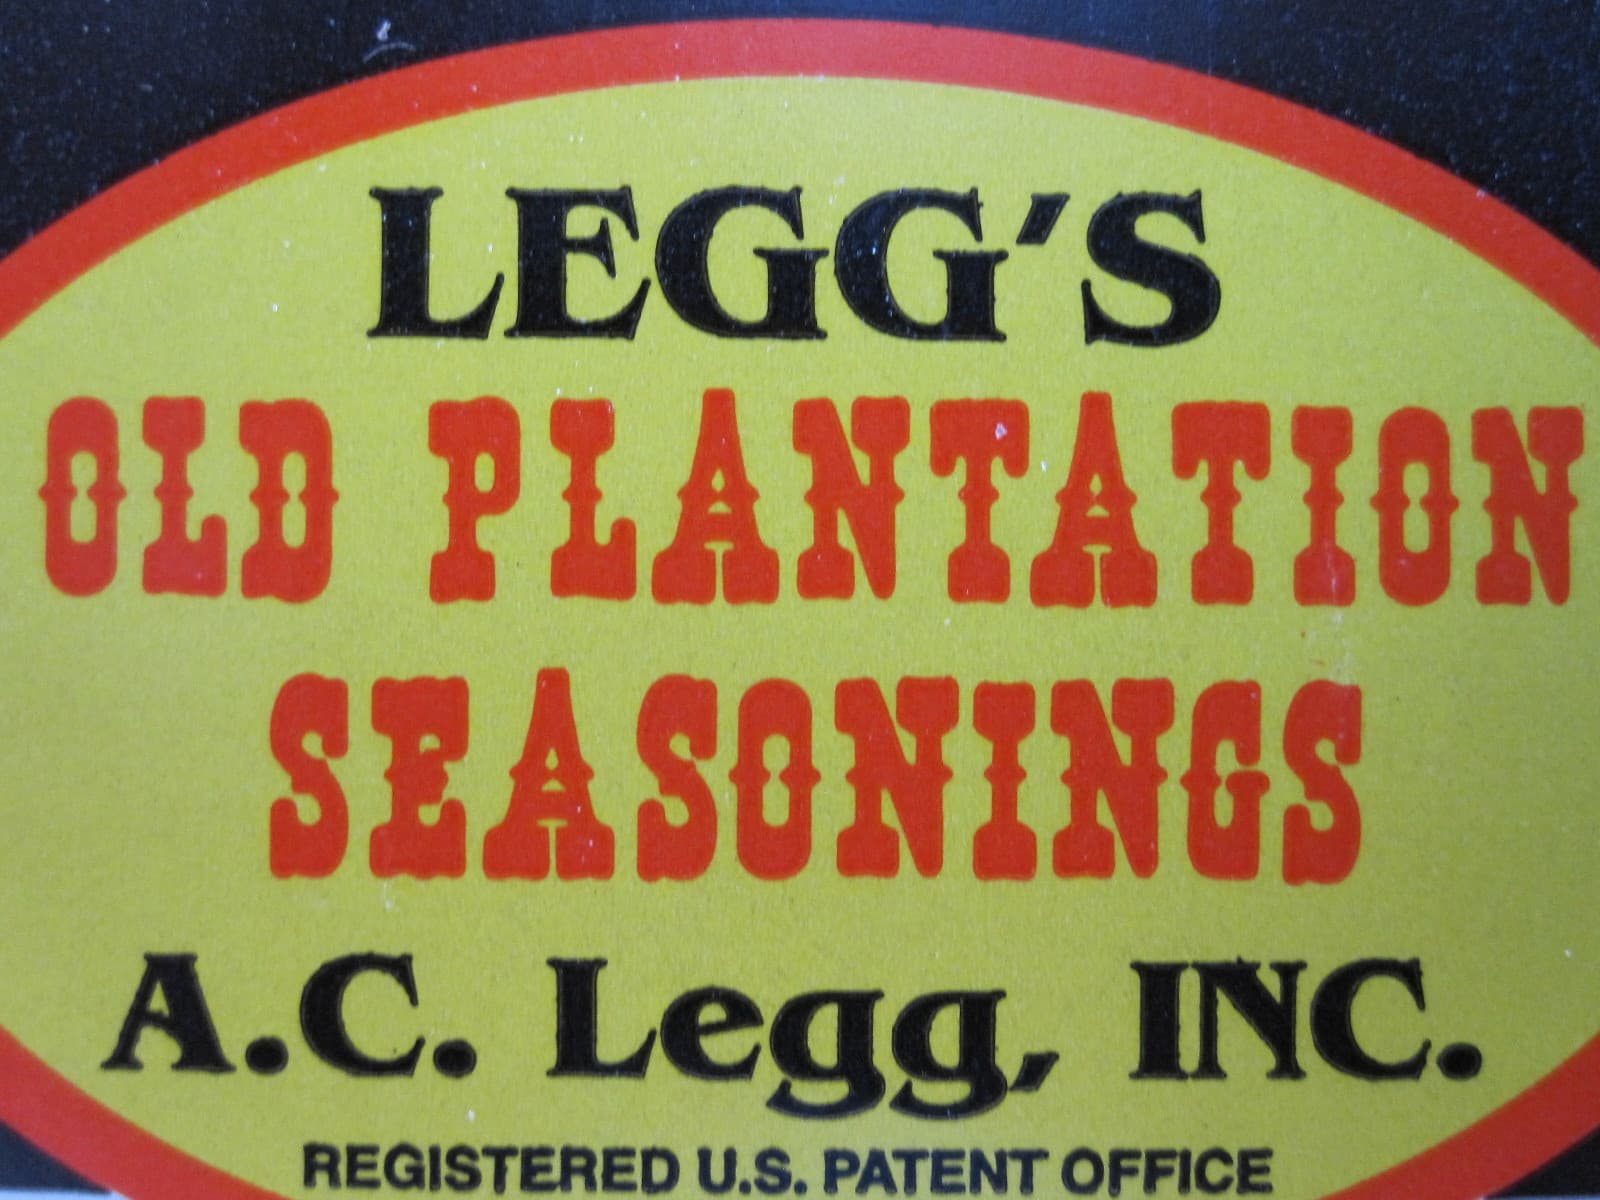 LEGG'S
OLD PLANTATION
SEASONINGS
A.C. Legg, INC.
REGISTERED U.S. PATENT OFFICE